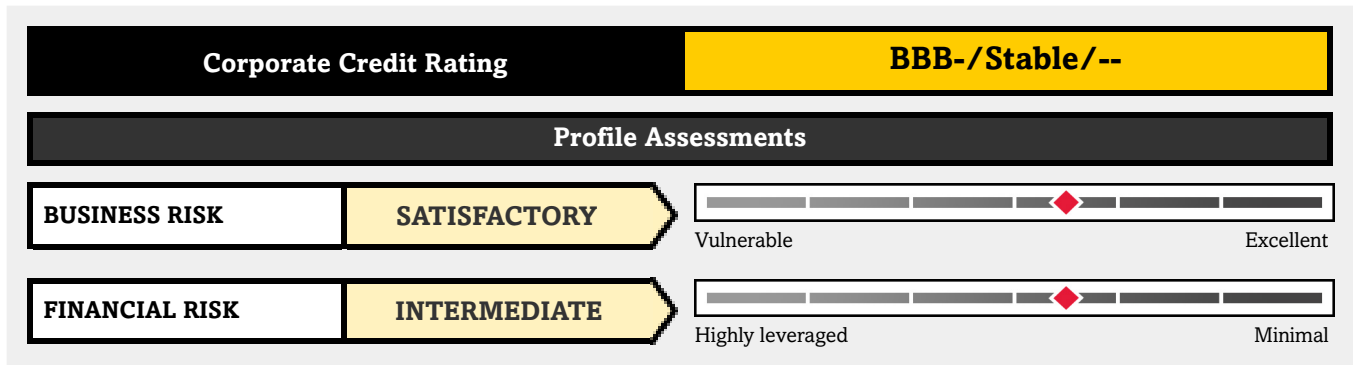 Corporate Credit Rating
BBB-/Stable/--
Profile Assessments
BUSINESS RISK
SATISFACTORY
Vulnerable
Excellent
FINANCIAL RISK
INTERMEDIATE
Highly leveraged
Minimal